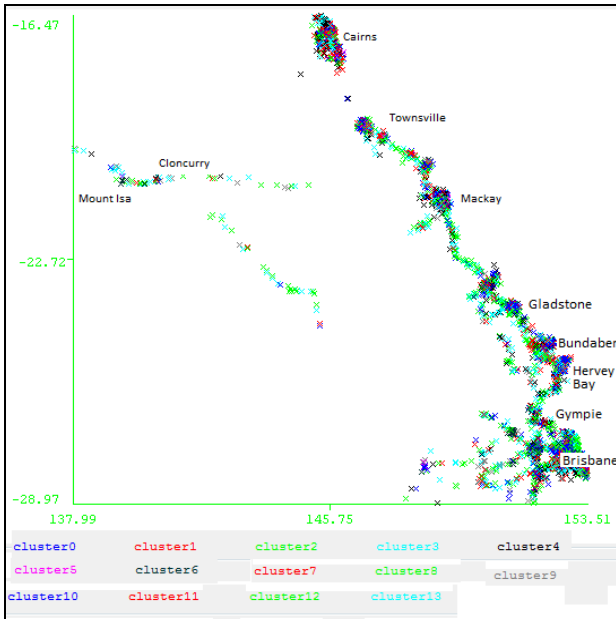 -16.47
Cairns
Townsville
Cloncurry
Mount Isa
Mackay
-22.72
Gladstone
Bundaber
Hervey
Bay
Gympie
Brisbane
-28.97
137.99 145.75 153.51
cluster0 cluster1 cluster2 cluster3 cluster4
cluster5 cluster6 cluster7 cluster8 cluster9
cluster10 cluster11 cluster12 cluster13